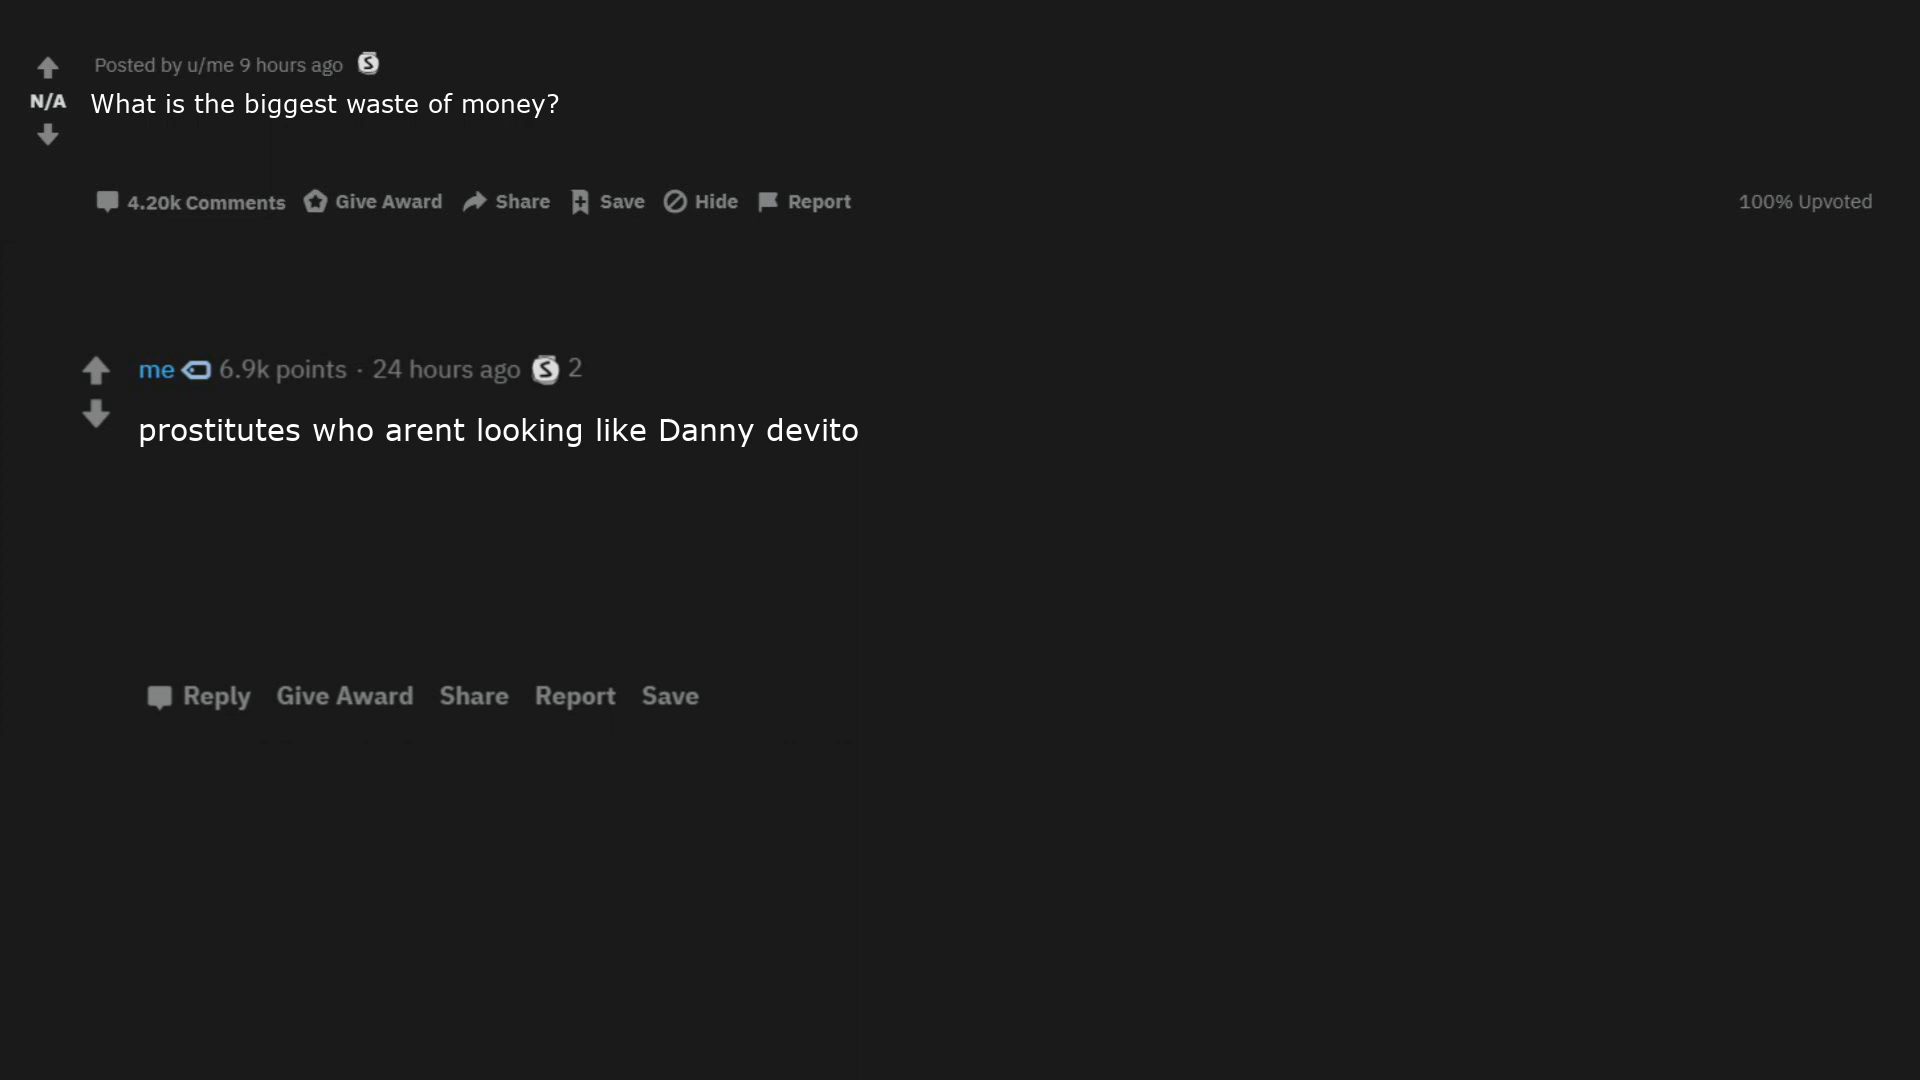 Posted by u/me 9 hours ago
N/A What is the biggest waste of money?
4.20k Comments Give Award Share Save Hide Report 100% Upvoted
me 6.9k points · 24 hours ago S 2
prostitutes who arent looking like Danny devito
Reply Give Award Share Report Save